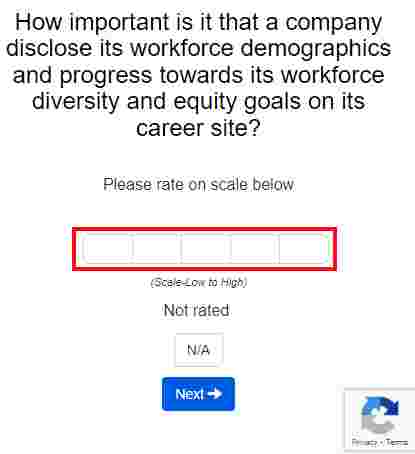 How important is it that a company
disclose its workforce demographics
and progress towards its workforce
diversity and equity goals on its
career site?
Please rate on scale below
(Scale-Low to High)
Not rated
N/A
Next
Privacy - Terms